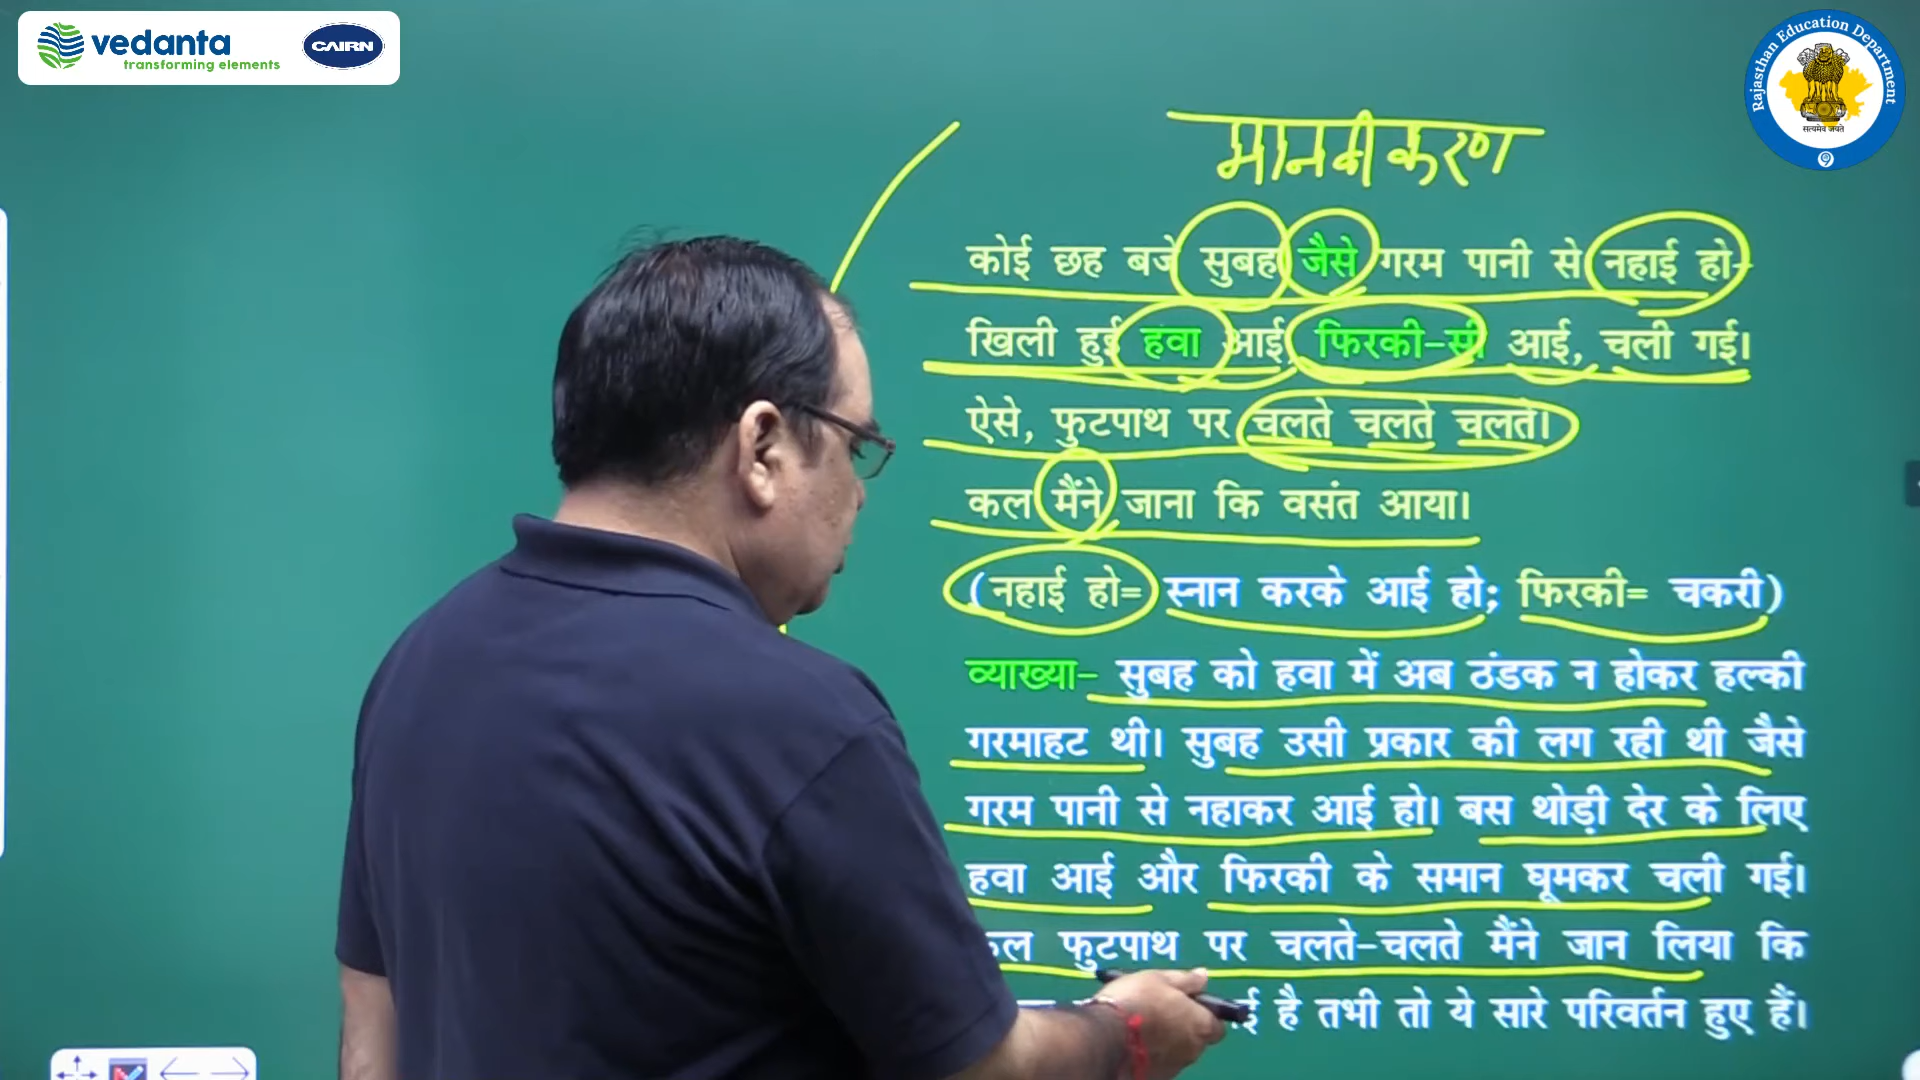 vedanta
transforming elements
CAIRN
Rajasthan Education Department
सत्यमेव जयते
मानवीकरण
कोई छह बजे सुबह जैसे गरम पानी से नहाई हो-
खिली हुई हवा आई, फिरकी-सी आई, चली गई।
ऐसे, फुटपाथ पर चलते चलते चलते।
कल मैंने जाना कि वसंत आया।
(नहाई हो= स्नान करके आई हो; फिरकी= चकरी)
व्याख्या- सुबह को हवा में अब ठंडक न होकर हल्की
गरमाहट थी। सुबह उसी प्रकार की लग रही थी जैसे
गरम पानी से नहाकर आई हो। बस थोड़ी देर के लिए
हवा आई और फिरकी के समान घूमकर चली गई।
कल फुटपाथ पर चलते-चलते मैंने जान लिया कि
है तभी तो ये सारे परिवर्तन हुए हैं।